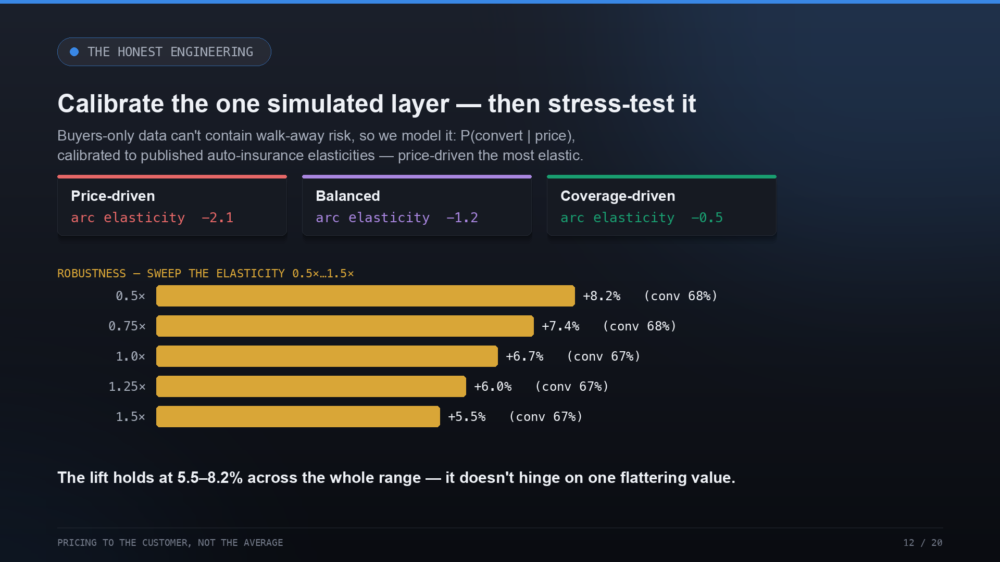 THE HONEST ENGINEERING
Calibrate the one simulated layer — then stress-test it
Buyers-only data can't contain walk-away risk, so we model it: P(convert | price),
calibrated to published auto-insurance elasticities — price-driven the most elastic.
Price-driven
arc elasticity −2.1
Balanced
arc elasticity −1.2
Coverage-driven
arc elasticity −0.5
ROBUSTNESS — SWEEP THE ELASTICITY 0.5×…1.5×
0.5× +8.2% (conv 68%)
0.75× +7.4% (conv 68%)
1.0× +6.7% (conv 67%)
1.25× +6.0% (conv 67%)
1.5× +5.5% (conv 67%)
The lift holds at 5.5–8.2% across the whole range — it doesn't hinge on one flattering value.
PRICING TO THE CUSTOMER, NOT THE AVERAGE
12 / 20